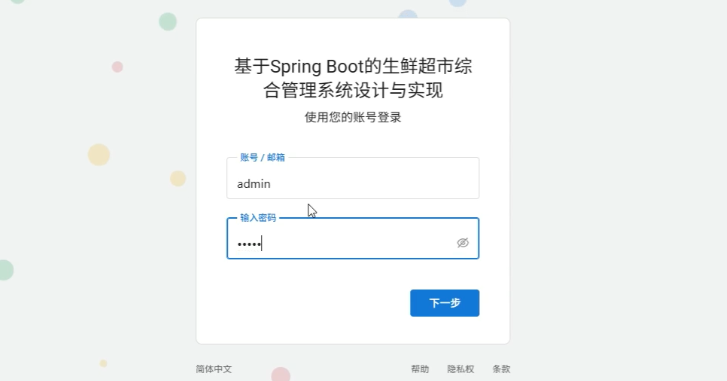 基于Spring Boot的生鲜超市综
合管理系统设计与实现
使用您的账号登录
账号 / 邮箱
admin
输入密码
•••••
下一步
简体中文
帮助 隐私权 条款